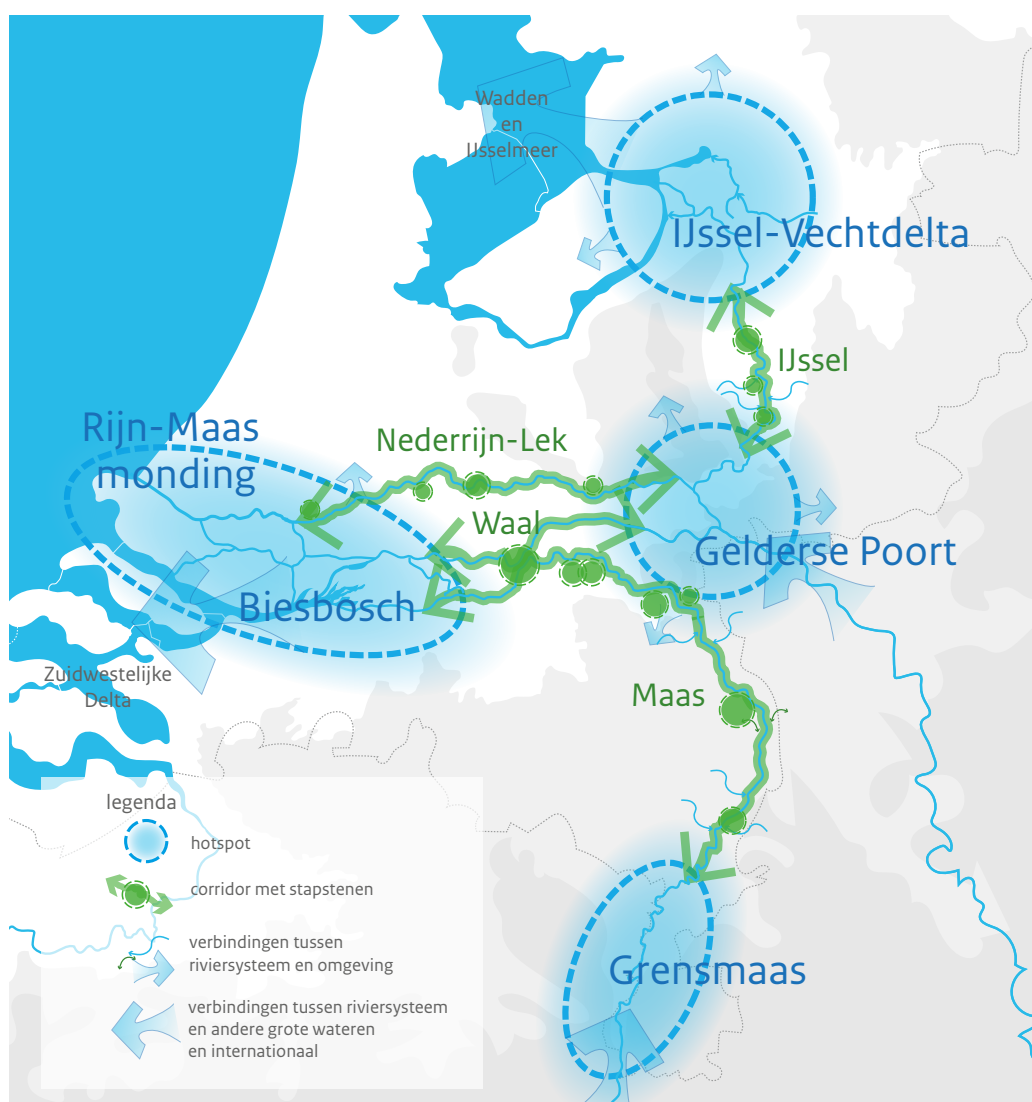 Wadden
en
IJsselmeer
IJssel-Vechtdelta
IJssel
Rijn-Maas
monding
Nederrijn-Lek
Waal
Gelderse Poort
Biesbosch
Zuidwestelijke
Delta
Maas
Grensmaas
legenda
hotspot
corridor met stapstenen
verbindingen tussen
riviersysteem en omgeving
verbindingen tussen riviersysteem
en andere grote wateren
en internationaal